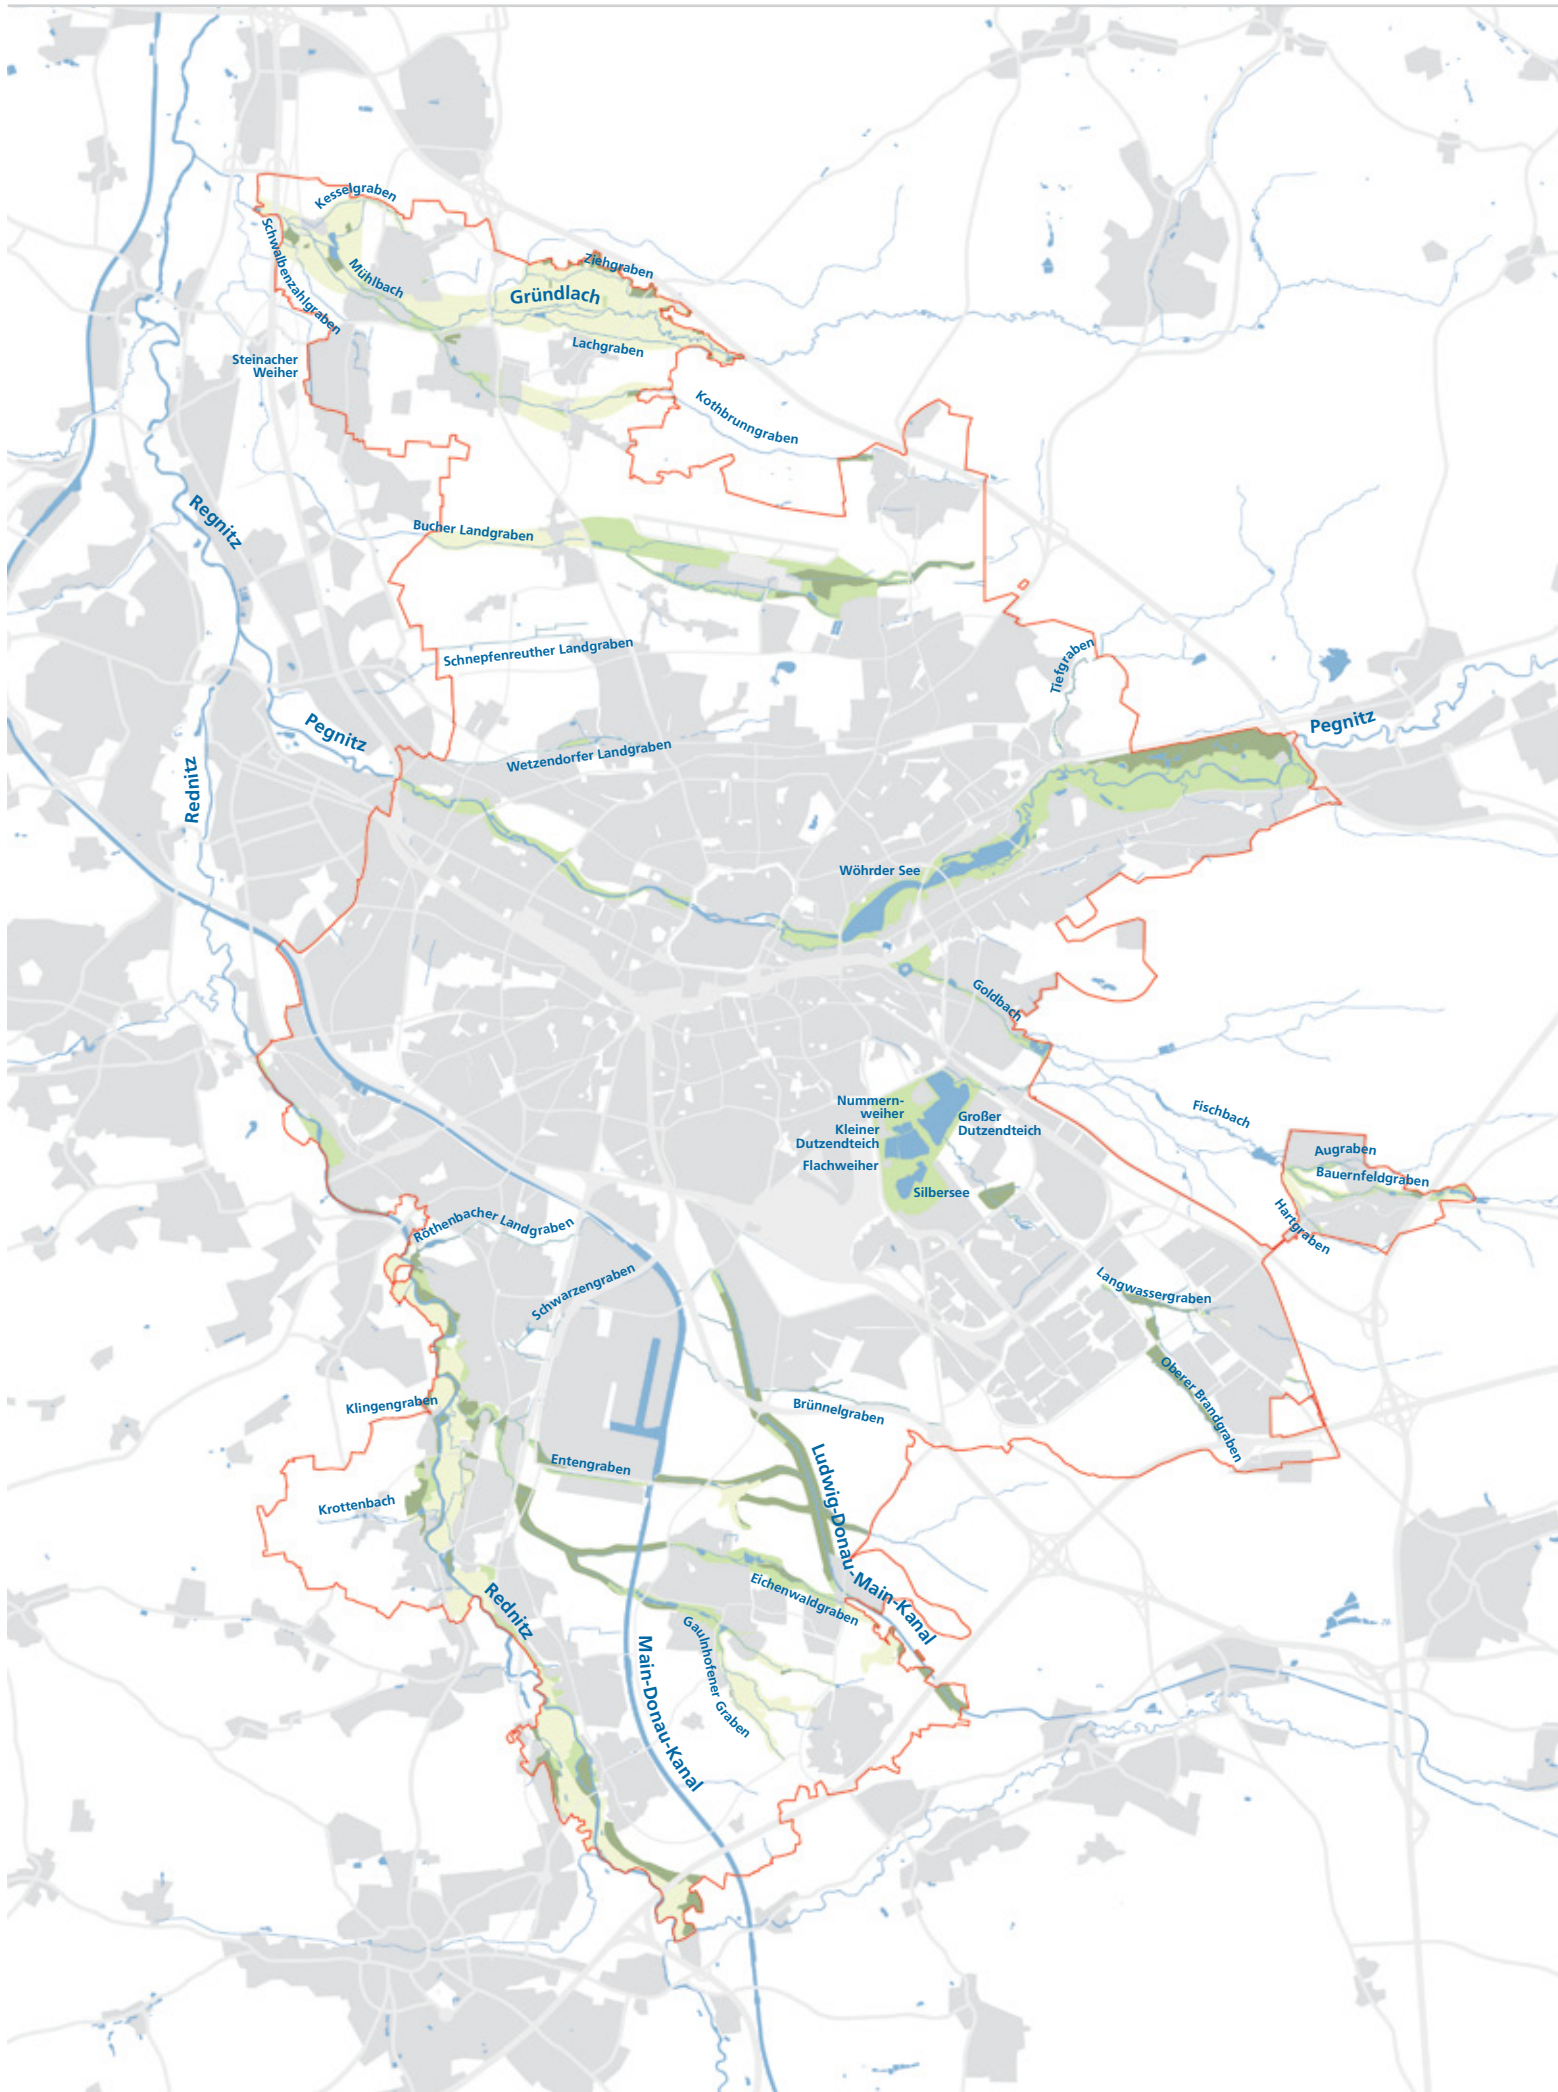 Kesselgraben
Schwalbenzahlgraben
Mühlbach
Ziehgraben
Gründlach
Lachgraben
Steinacher
Weiher
Kothbrunngraben
Regnitz
Bucher Landgraben
Schnepfenreuther Landgraben
Tiefgraben
Pegnitz
Pegnitz
Wetzendorfer Landgraben
Rednitz
Wöhrder See
Goldbach
Nummern-
weiher
Kleiner
Dutzendteich
Flachweiher
Großer
Dutzendteich
Silbersee
Fischbach
Augraben
Bauernfeldgraben
Hartgraben
Röthenbacher Landgraben
Schwarzengraben
Langwassergraben
Oberer Brandgraben
Klingengraben
Brünnelgraben
Entengraben
Krottenbach
Ludwig-Donau-Main-Kanal
Eichenwaldgraben
Rednitz
Gaulnhofener Graben
Main-Donau-Kanal